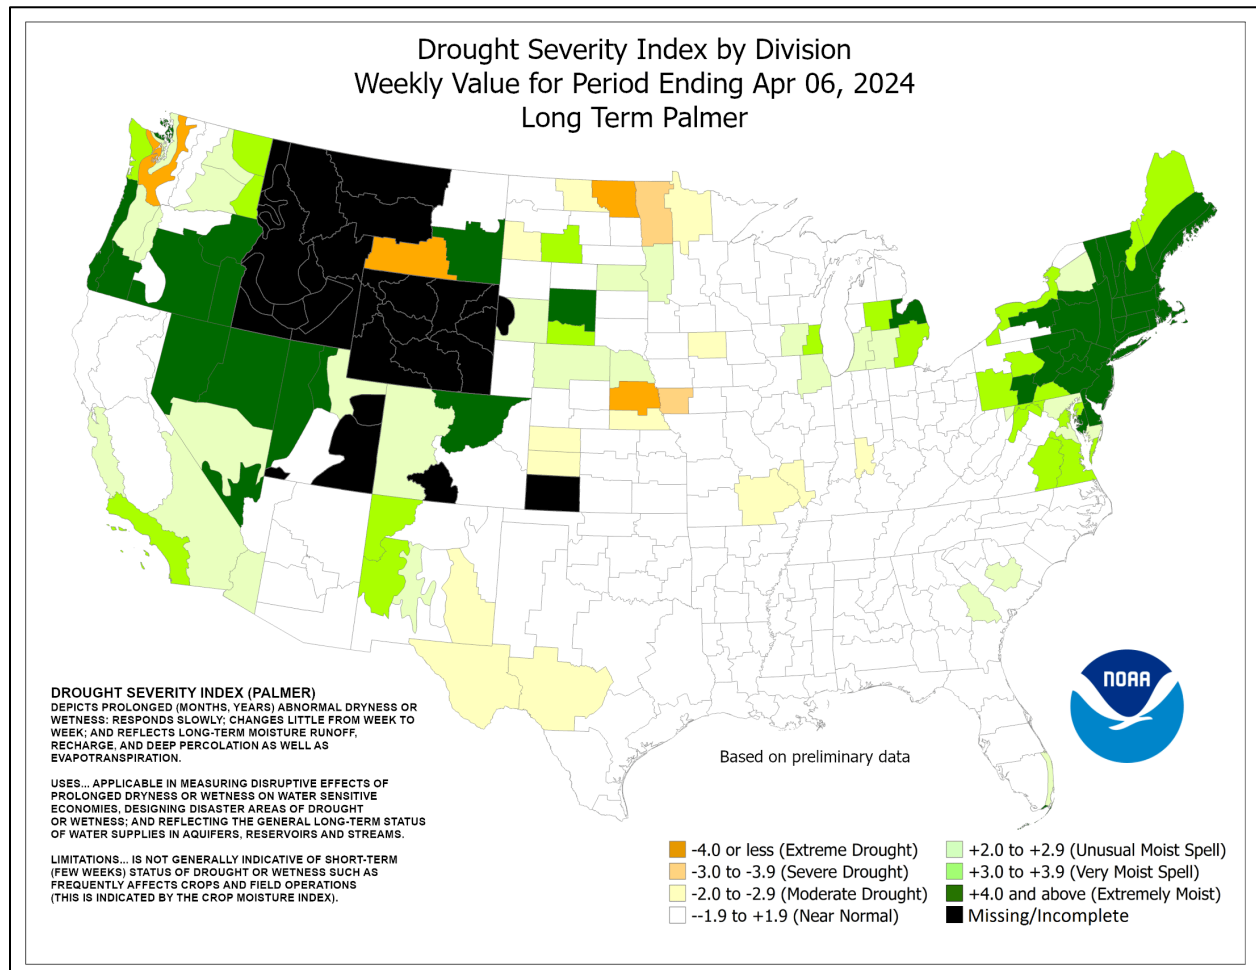 Drought Severity Index by Division
Weekly Value for Period Ending Apr 06, 2024
Long Term Palmer
DROUGHT SEVERITY INDEX (PALMER)
DEPICTS PROLONGED (MONTHS, YEARS) ABNORMAL DRYNESS OR
WETNESS: RESPONDS SLOWLY; CHANGES LITTLE FROM WEEK TO
WEEK; AND REFLECTS LONG-TERM MOISTURE RUNOFF,
RECHARGE, AND DEEP PERCOLATION AS WELL AS
EVAPOTRANSPIRATION.
USES... APPLICABLE IN MEASURING DISRUPTIVE EFFECTS OF
PROLONGED DRYNESS OR WETNESS ON WATER SENSITIVE
ECONOMIES, DESIGNING DISASTER AREAS OF DROUGHT
OR WETNESS; AND REFLECTING THE GENERAL LONG-TERM STATUS
OF WATER SUPPLIES IN AQUIFERS, RESERVOIRS AND STREAMS.
LIMITATIONS... IS NOT GENERALLY INDICATIVE OF SHORT-TERM
(FEW WEEKS) STATUS OF DROUGHT OR WETNESS SUCH AS
FREQUENTLY AFFECTS CROPS AND FIELD OPERATIONS
(THIS IS INDICATED BY THE CROP MOISTURE INDEX).
NOAA
Based on preliminary data
-4.0 or less (Extreme Drought)
-3.0 to -3.9 (Severe Drought)
-2.0 to -2.9 (Moderate Drought)
--1.9 to +1.9 (Near Normal)
+2.0 to +2.9 (Unusual Moist Spell)
+3.0 to +3.9 (Very Moist Spell)
+4.0 and above (Extremely Moist)
Missing/Incomplete